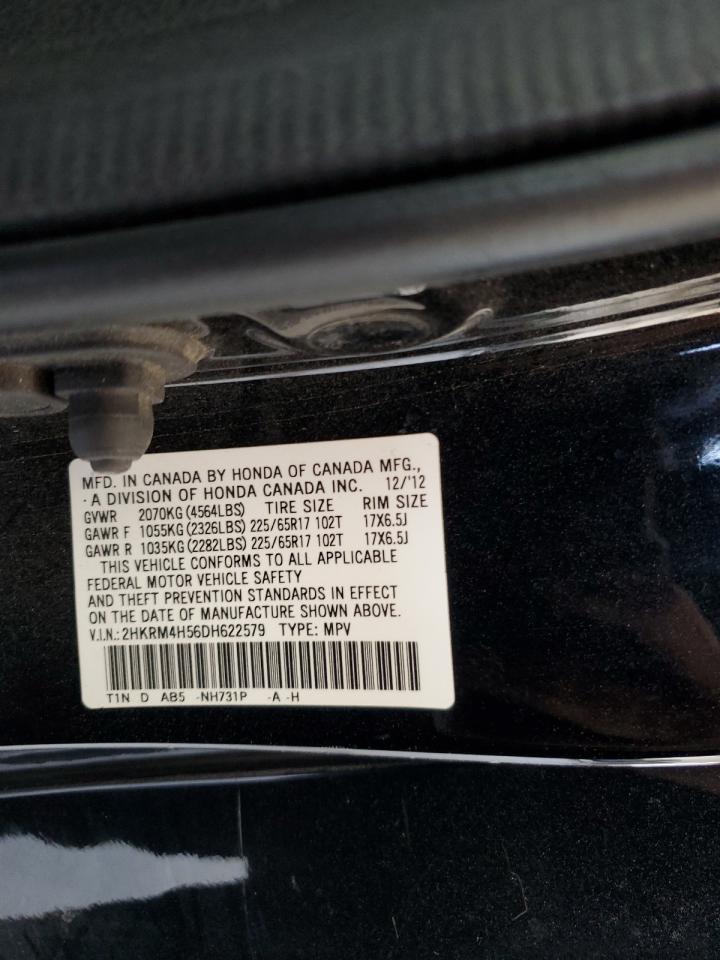 MFD. IN CANADA BY HONDA OF CANADA MFG.,
·A DIVISION OF HONDA CANADA INC. 12/'12
GVWR 2070KG (4564LBS) TIRE SIZE RIM SIZE
GAWR F 1055KG (2326LBS) 225/65R17 102T 17X6.5J
GAWR R 1035KG (2282LBS) 225/65R17 102T 17X6.5J
THIS VEHICLE CONFORMS TO ALL APPLICABLE
FEDERAL MOTOR VEHICLE SAFETY
AND THEFT PREVENTION STANDARDS IN EFFECT
ON THE DATE OF MANUFACTURE SHOWN ABOVE.
V.I.N.: 2HKRM4H56DH622579 TYPE: MPV
T1N D AB5 -NH731P -A -H